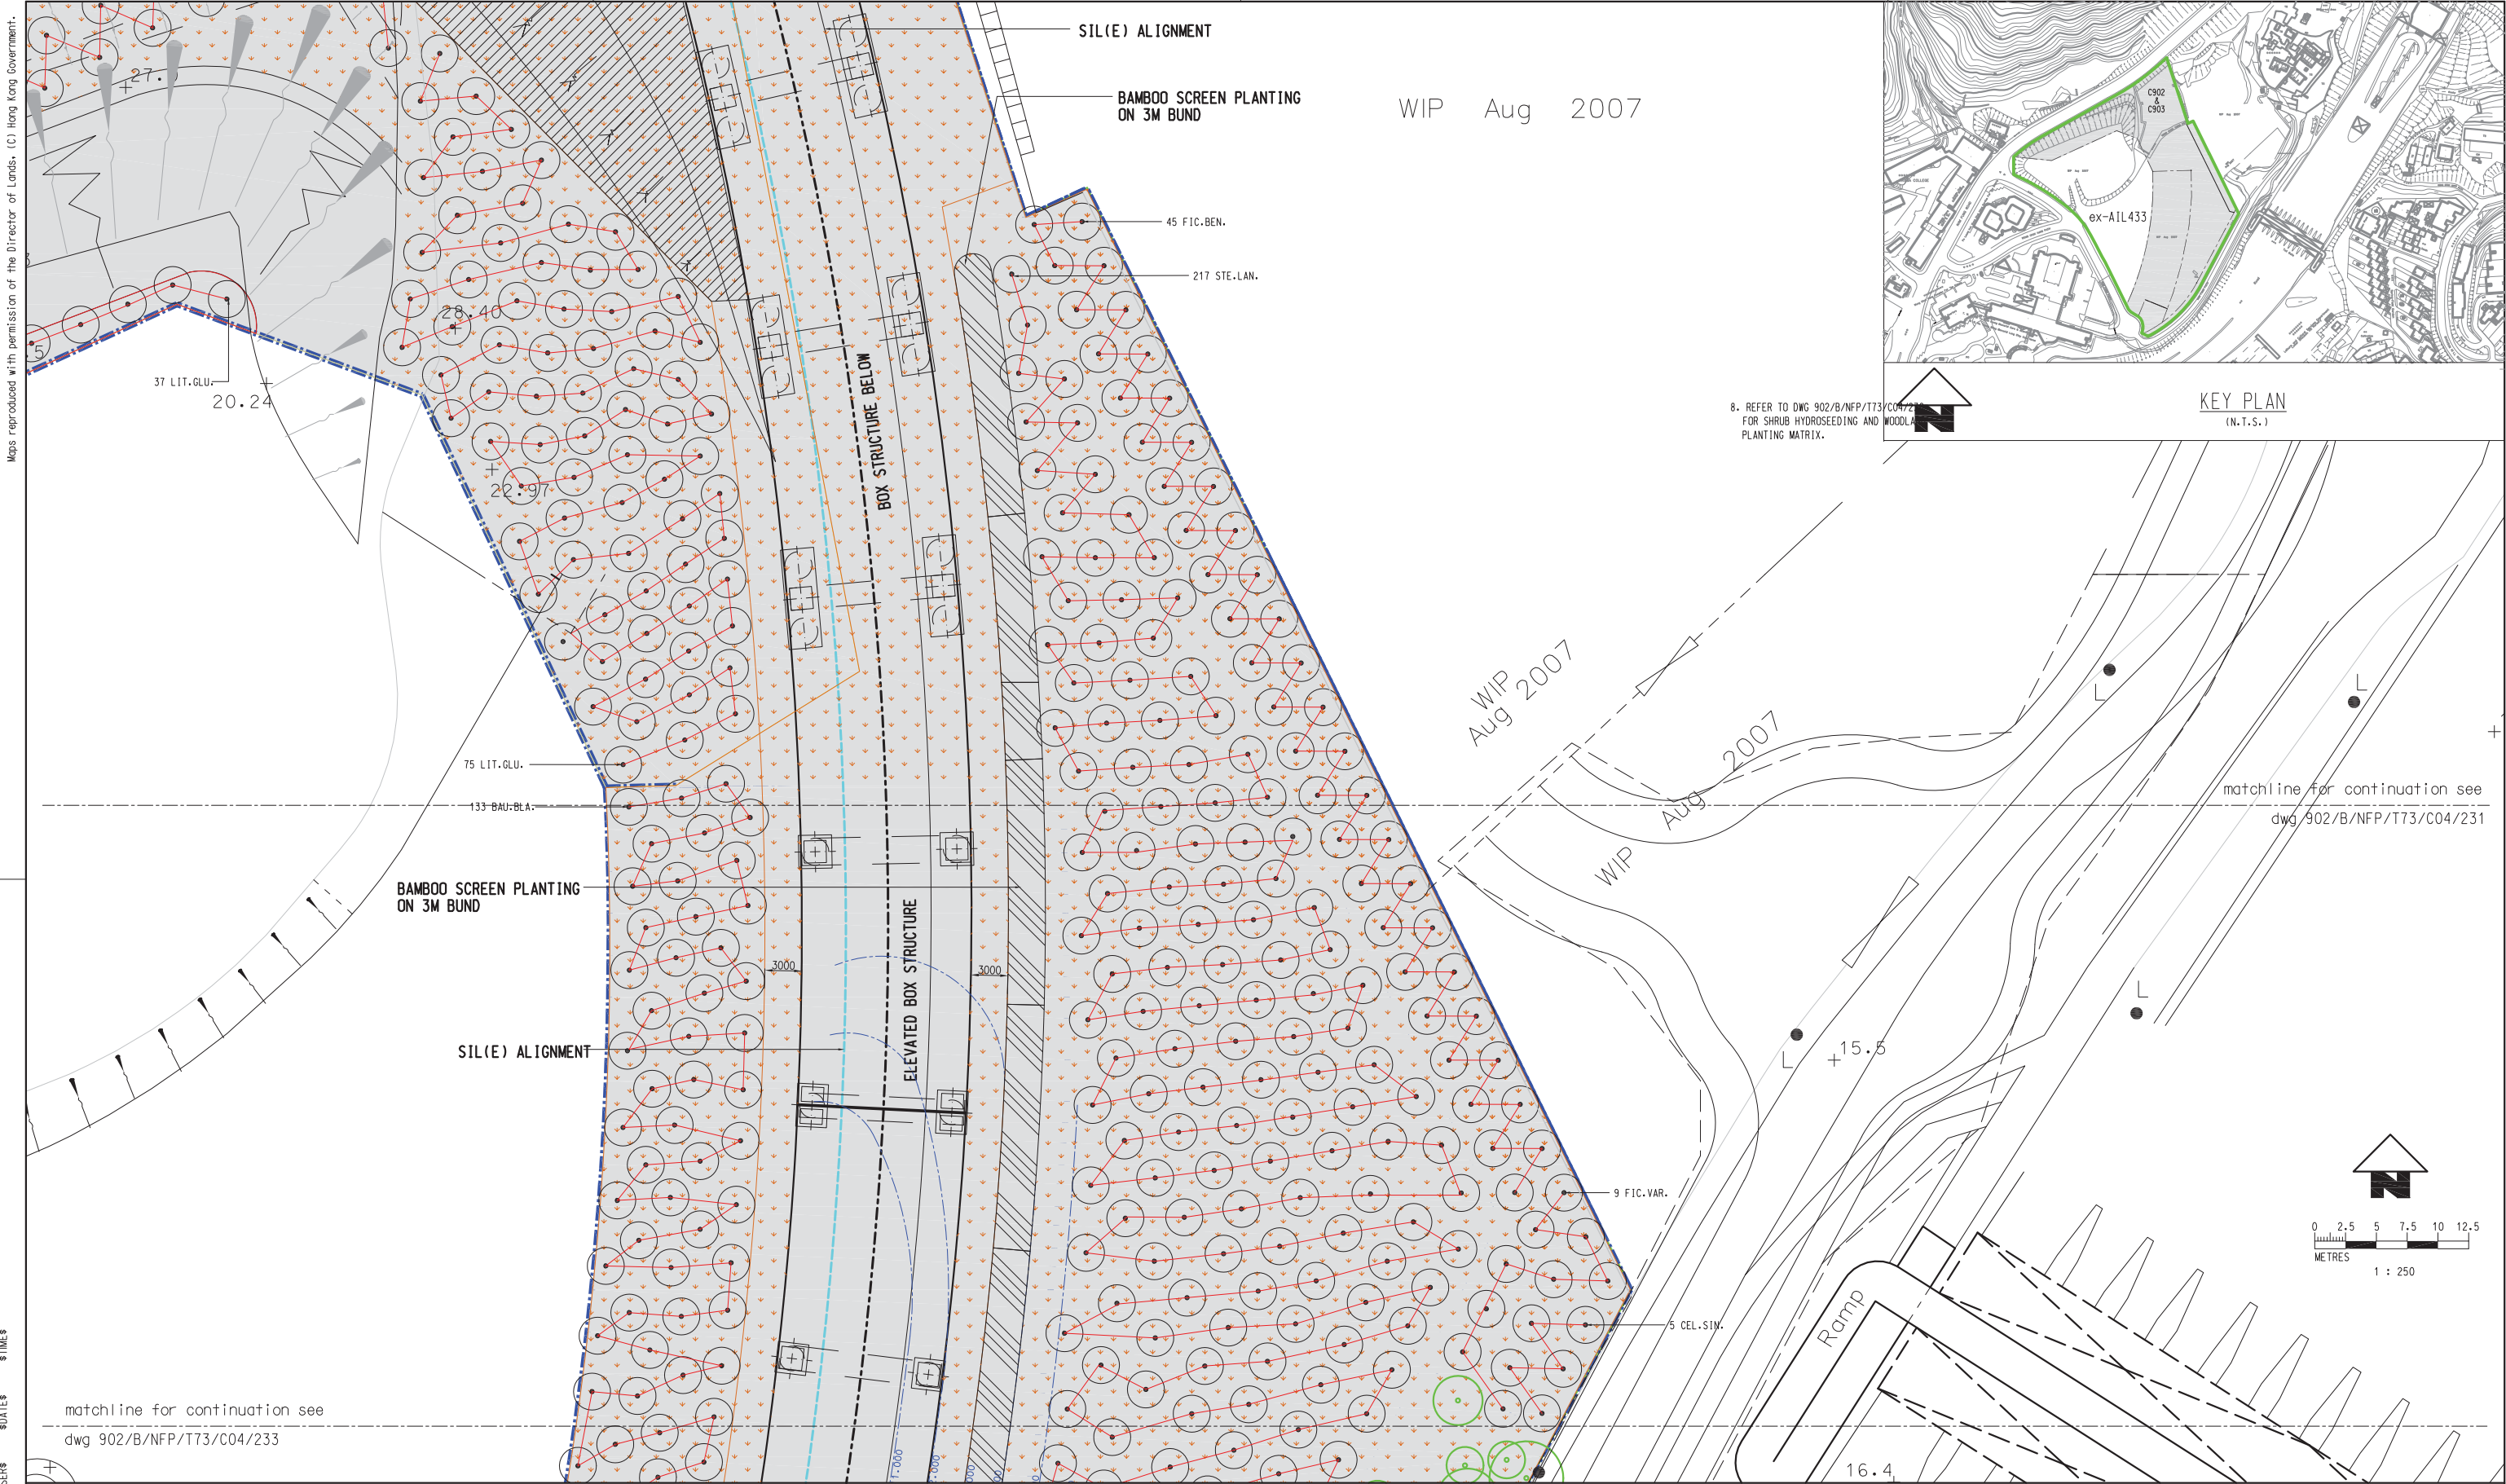 Maps reproduced with permission of the Director of Lands. (C) Hong Kong Government.
SIL(E) ALIGNMENT
BAMBOO SCREEN PLANTING
ON 3M BUND
WIP Aug 2007
45 FIC.BEN.
217 STE.LAN.
C902
&
C903
ex-AIL433
KEY PLAN
(N.T.S.)
N
8. REFER TO DWG 902/B/NFP/T73/C04/
FOR SHRUB HYDROSEEDING AND
PLANTING MATRIX.
28.40
37 LIT.GLU.
20.24
22.97
BOX STRUCTURE BELOW
WIP
Aug 2007
75 LIT.GLU.
133 BAU.BLA.
WIP Aug 2007
L
L
matchline for continuation see
dwg 902/B/NFP/T73/C04/231
BAMBOO SCREEN PLANTING
ON 3M BUND
3000
3000
ELEVATED BOX STRUCTURE
SIL(E) ALIGNMENT
L
L
15.5
9 FIC.VAR.
N
0 2.5 5 7.5 10 12.5
METRES
1 : 250
5 CEL.SIN.
Ramp
matchline for continuation see
dwg 902/B/NFP/T73/C04/233
16.4
$TIME$
$DATE$